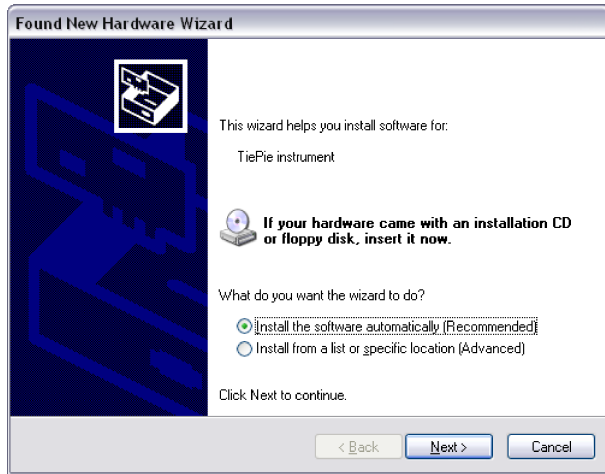 Found New Hardware Wizard
This wizard helps you install software for:
TiePie instrument
If your hardware came with an installation CD
or floppy disk, insert it now.
What do you want the wizard to do?
Install the software automatically (Recommended)
Install from a list or specific location (Advanced)
Click Next to continue.
< Back
Next >
Cancel